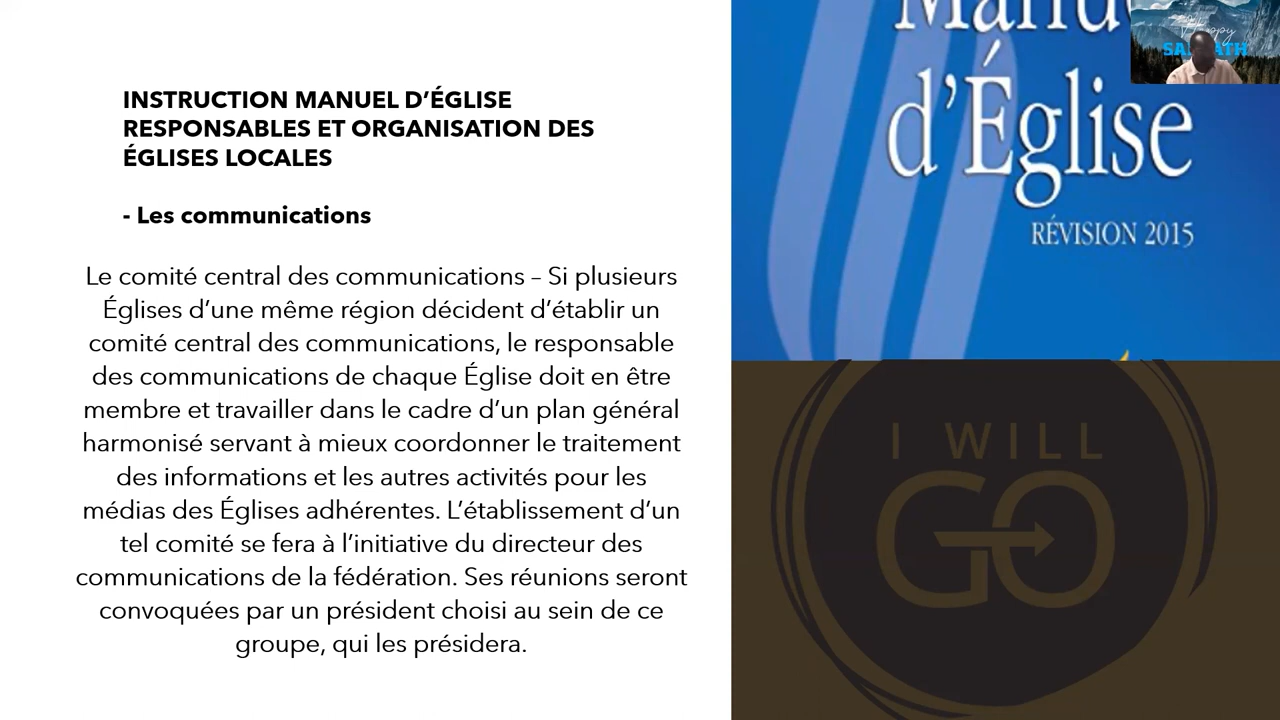 INSTRUCTION MANUEL D’ÉGLISE
RESPONSABLES ET ORGANISATION DES
ÉGLISES LOCALES
- Les communications
Le comité central des communications – Si plusieurs
Églises d’une même région décident d’établir un
comité central des communications, le responsable
des communications de chaque Église doit en être
membre et travailler dans le cadre d’un plan général
harmonisé servant à mieux coordonner le traitement
des informations et les autres activités pour les
médias des Églises adhérentes. L’établissement d’un
tel comité se fera à l’initiative du directeur des
communications de la fédération. Ses réunions seront
convoquées par un président choisi au sein de ce
groupe, qui les présidera.
d’Église
RÉVISION 2015
Happy
I WILL
GO